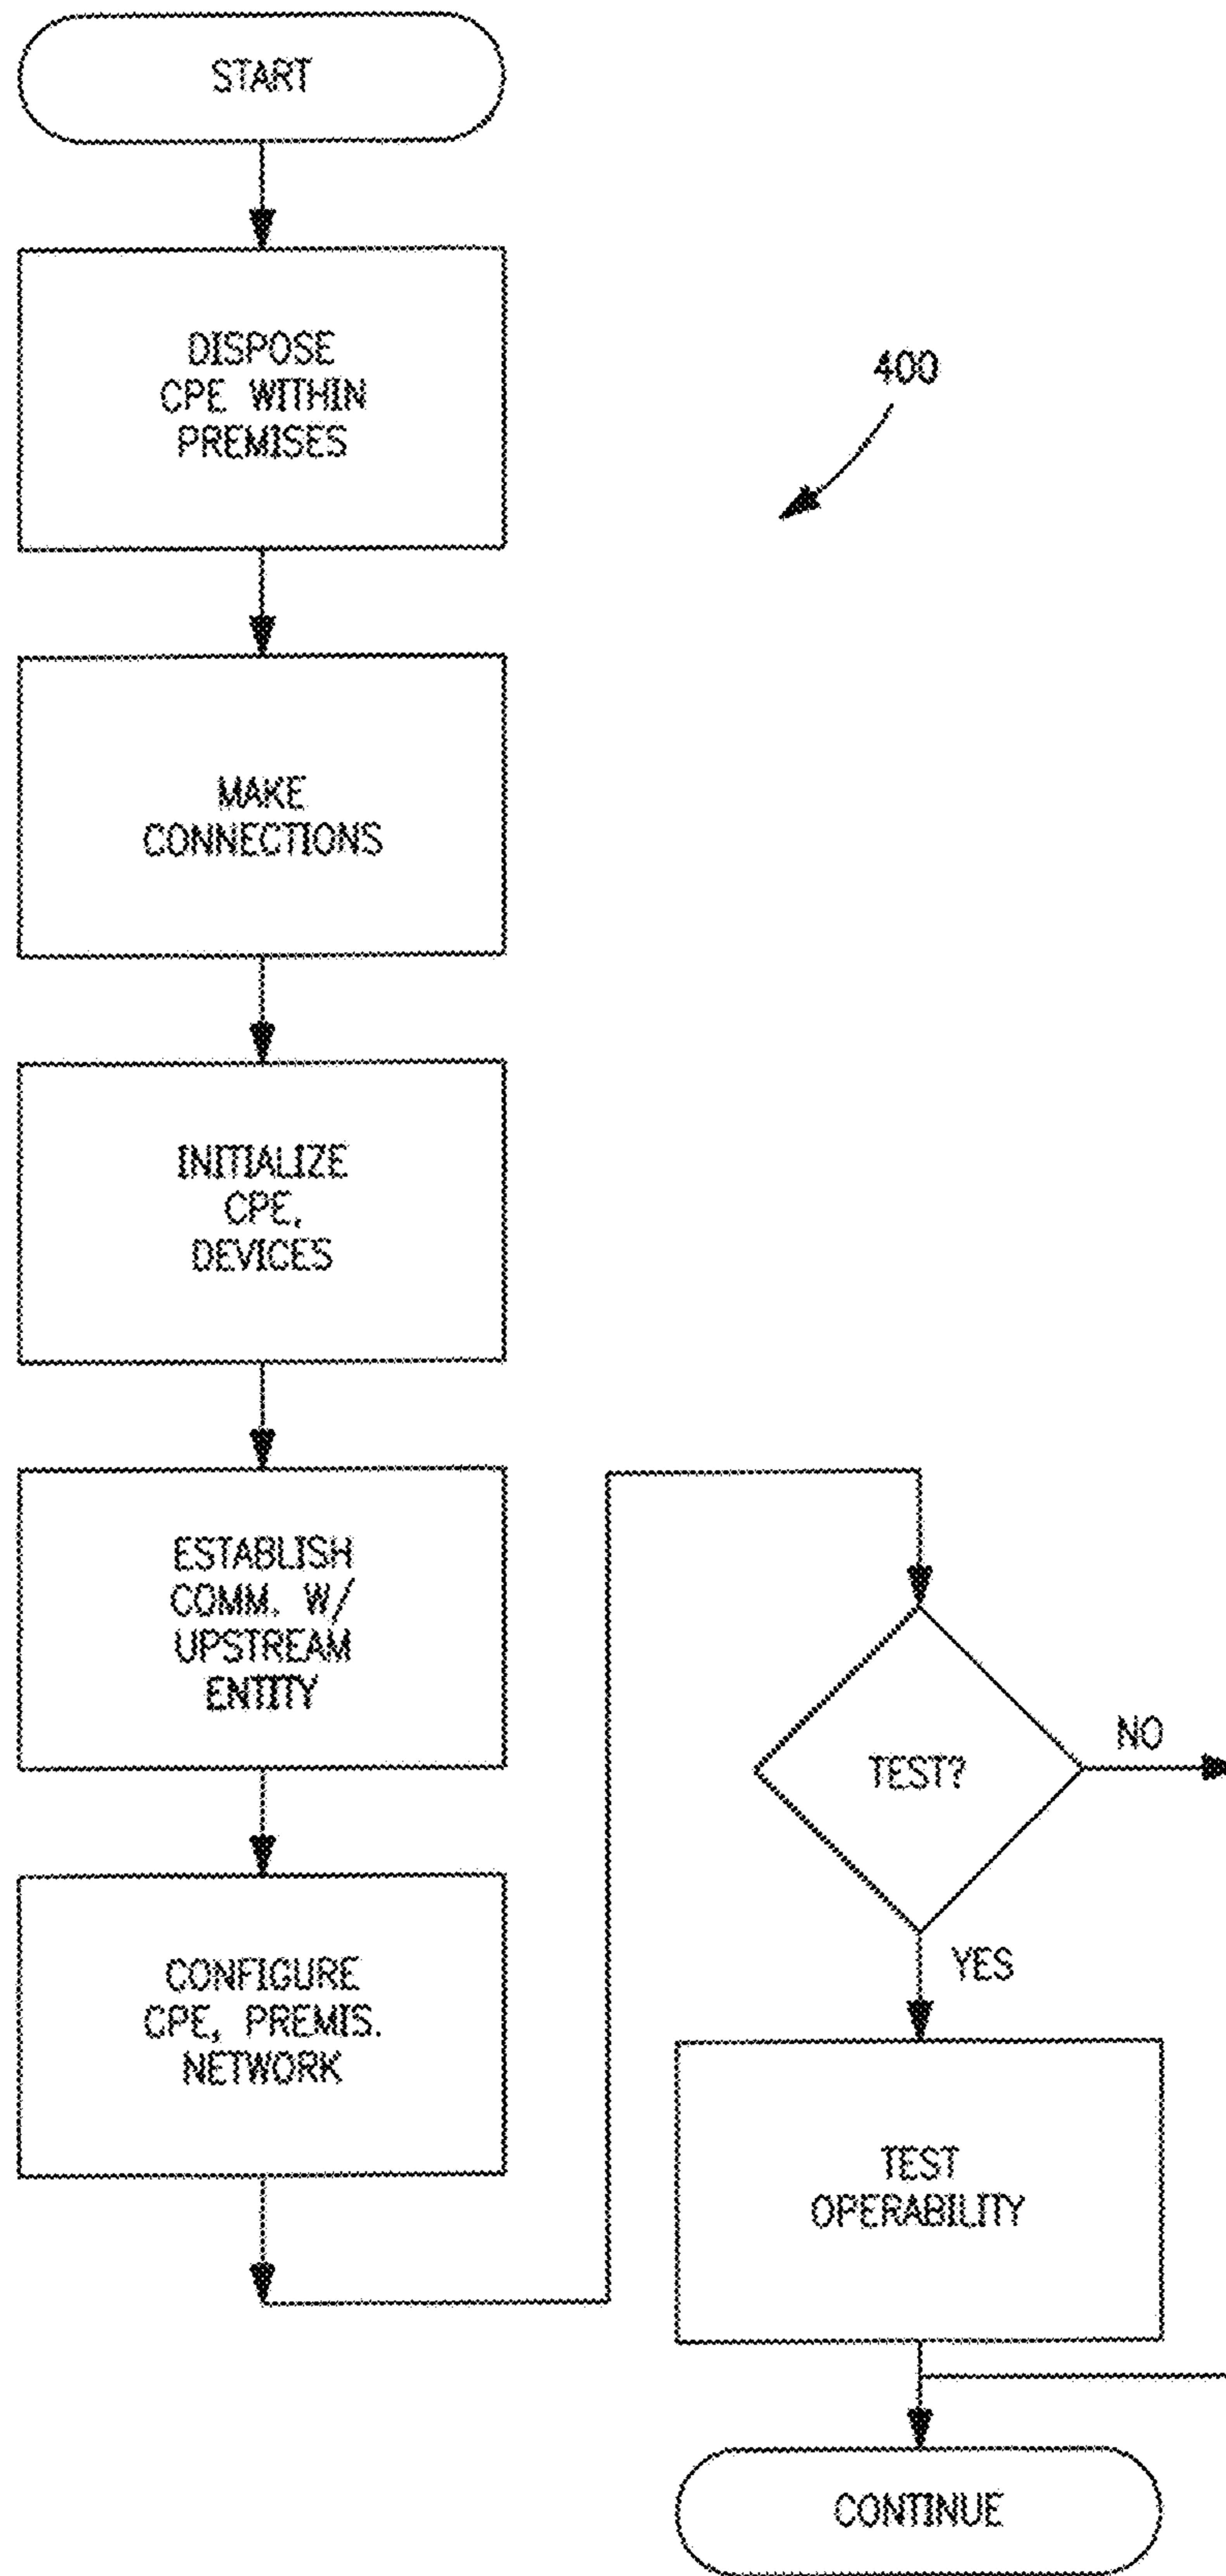 START
DISPOSE
CPE WITHIN
PREMISES
400
MAKE
CONNECTIONS
INITIALIZE
CPE,
DEVICES
ESTABLISH
COMM. W/
UPSTREAM
ENTITY
CONFIGURE
CPE, PREMIS.
NETWORK
TEST?
NO
YES
TEST
OPERABILITY
CONTINUE